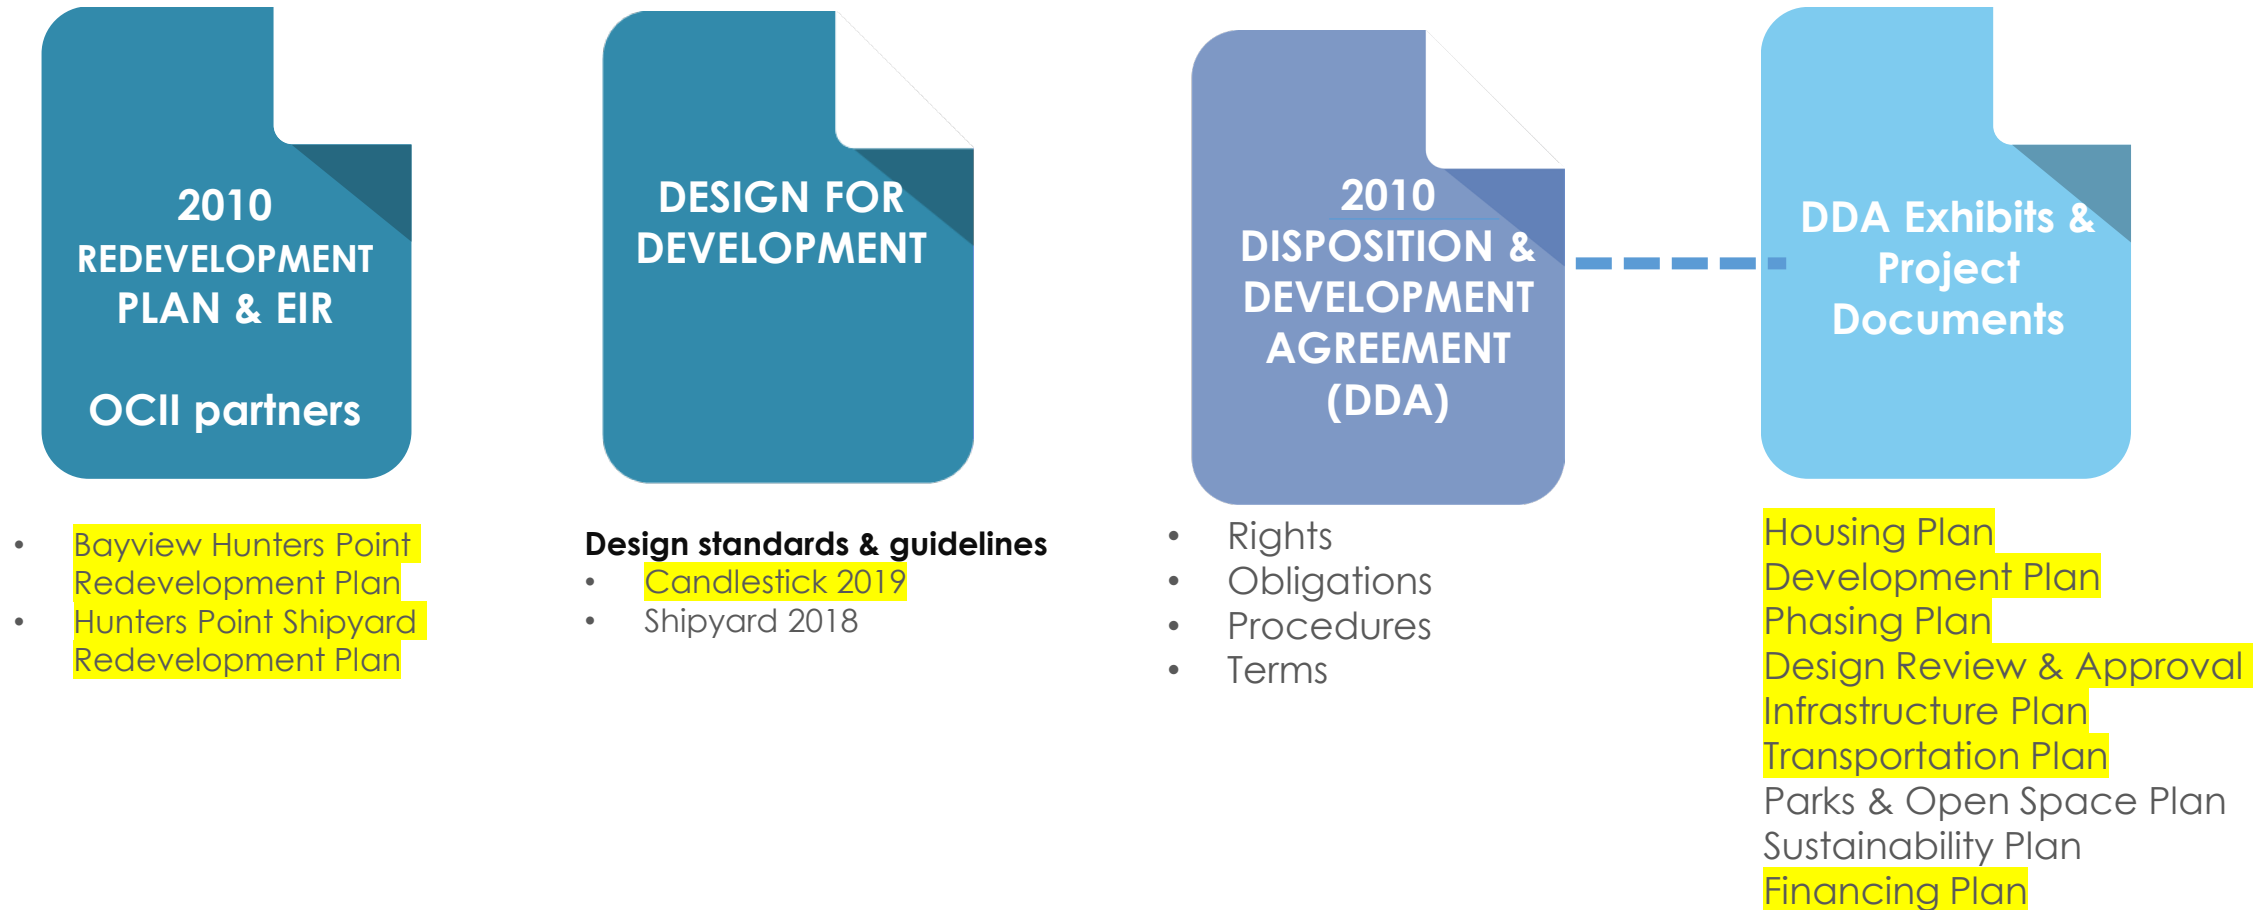 2010
REDEVELOPMENT
PLAN & EIR
OCII partners
• Bayview Hunters Point
Redevelopment Plan
• Hunters Point Shipyard
Redevelopment Plan
DESIGN FOR
DEVELOPMENT
Design standards & guidelines
• Candlestick 2019
• Shipyard 2018
2010
DISPOSITION &
DEVELOPMENT
AGREEMENT
(DDA)
• Rights
• Obligations
• Procedures
• Terms
DDA Exhibits &
Project
Documents
Housing Plan
Development Plan
Phasing Plan
Design Review & Approval
Infrastructure Plan
Transportation Plan
Parks & Open Space Plan
Sustainability Plan
Financing Plan